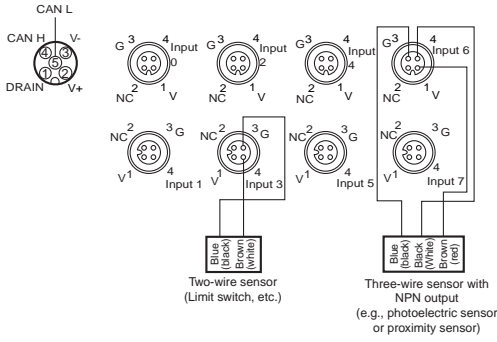 CAN L
CAN H
V-
4 3
5
1 2
DRAIN
V+
G 3 4 Input 0
2 1
NC V
G 3 4 Input 2
2 1
NC V
G 3 4 Input 4
2 1
NC V
G 3 4 Input 6
2 1
NC V
NC 2 3 G
V 1 4
Input 1
NC 2 3 G
V 1 4
Input 3
NC 2 3 G
V 1 4
Input 5
NC 2 3 G
V 1 4
Input 7
Blue
(black)
Brown
(white)
Two-wire sensor
(Limit switch, etc.)
Blue
(black)
Black
(White)
Brown
(red)
Three-wire sensor with
NPN output
(e.g., photoelectric sensor
or proximity sensor)